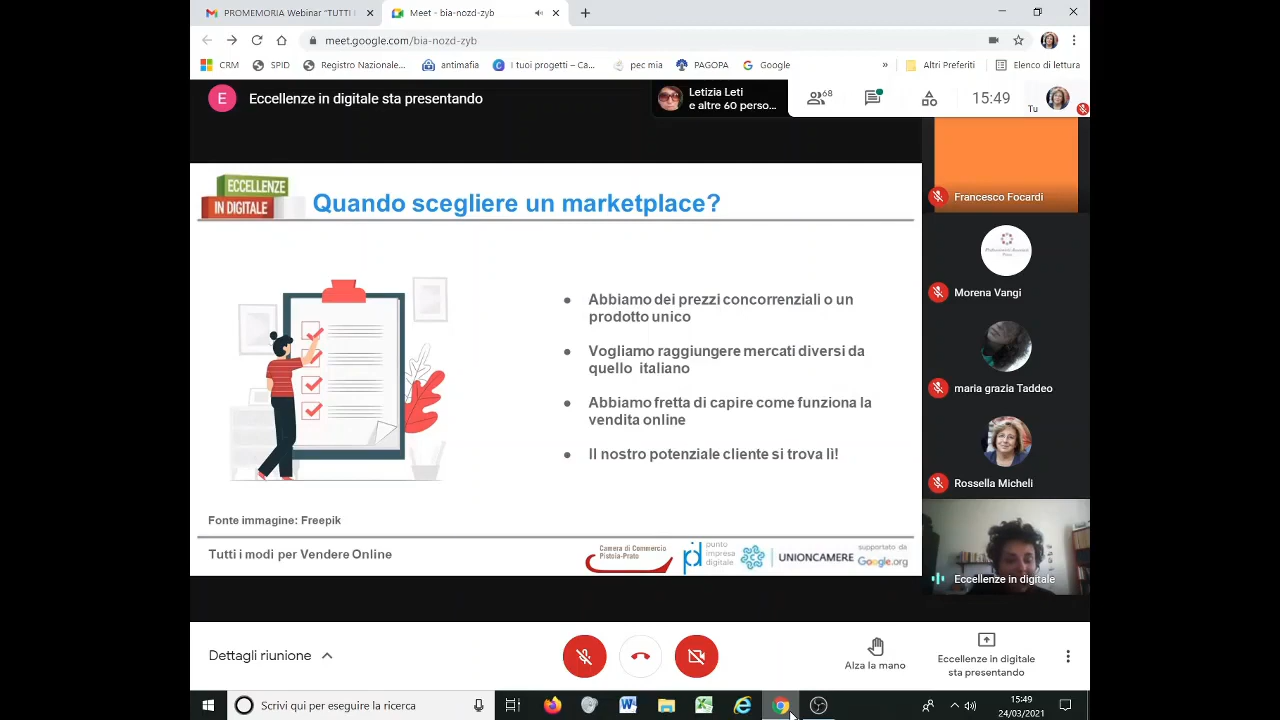 PROMEMORIA Webinar "TUTTI I
Meet - bia-nozd-zyb
meet.google.com/bia-nozd-zyb
CRM
SPID
Registro Nazionale...
antimafia
I tuoi progetti – Ca...
pec mia
PAGOPA
Google
»
Altri Preferiti
Elenco di lettura
E
Eccellenze in digitale sta presentando
Letizia Leti
e altre 60 perso...
68
15:49
Tu
ECCELLENZE
IN DIGITALE
Quando scegliere un marketplace?
Francesco Focardi
Morena Vangi
● Abbiamo dei prezzi concorrenziali o un
prodotto unico
● Vogliamo raggiungere mercati diversi da
quello italiano
● Abbiamo fretta di capire come funziona la
vendita online
● Il nostro potenziale cliente si trova lì!
maria grazia Taddeo
Rossella Micheli
Fonte immagine: Freepik
Tutti i modi per Vendere Online
Camera di Commercio
Pistoia-Prato
punto
impresa
digitale
UNIONCAMERE
supportato da
Google.org
Eccellenze in digitale
Dettagli riunione
Alza la mano
Eccellenze in digitale
sta presentando
Scrivi qui per eseguire la ricerca
15:49
24/03/2021